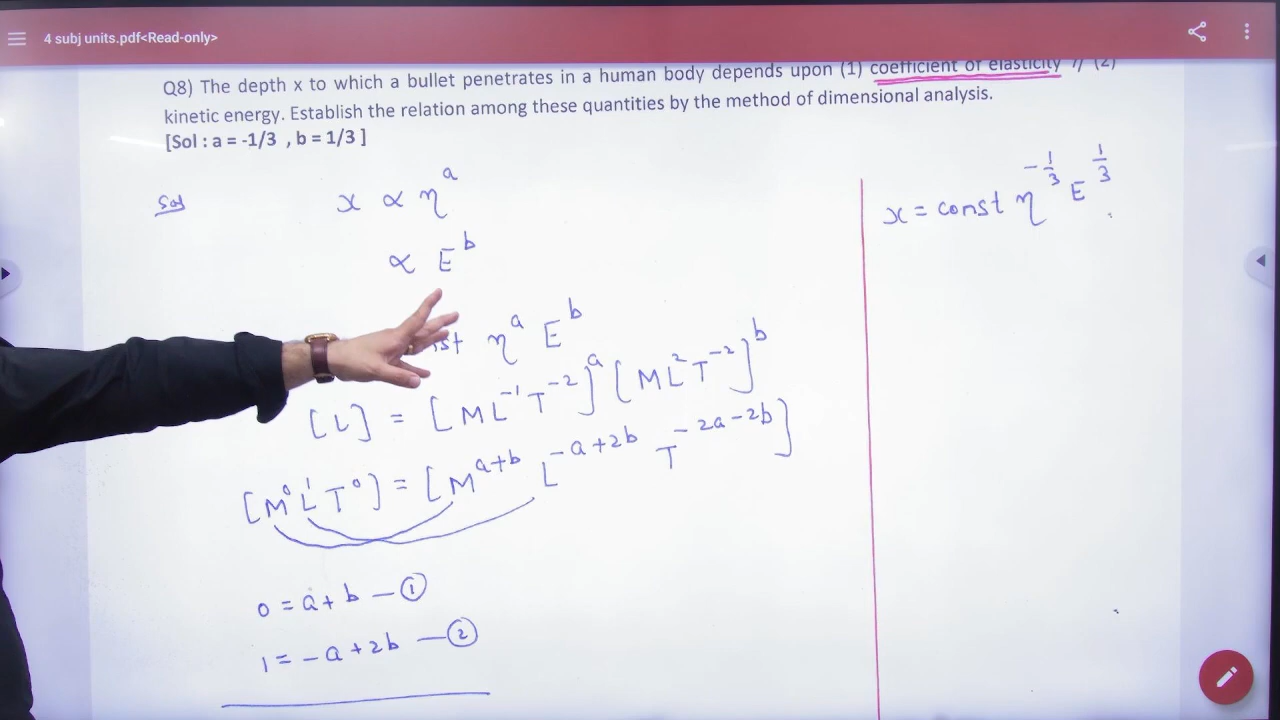 4 subj units.pdf<Read-only>
Q8) The depth x to which a bullet penetrates in a human body depends upon (1) coefficient of elasticity η (2)
kinetic energy. Establish the relation among these quantities by the method of dimensional analysis.
[Sol : a = -1/3 , b = 1/3 ]
Sol
x ∝ η^a
∝ E^b
η^a E^b
[L] = [ML^-1 T^-2]^a [ML^2 T^-2]^b
[M^0 L^1 T^0] = [M^a+b L^-a+2b T^-2a-2b]
0 = a + b — ①
1 = -a + 2b — ②
x = const η^-1/3 E^1/3